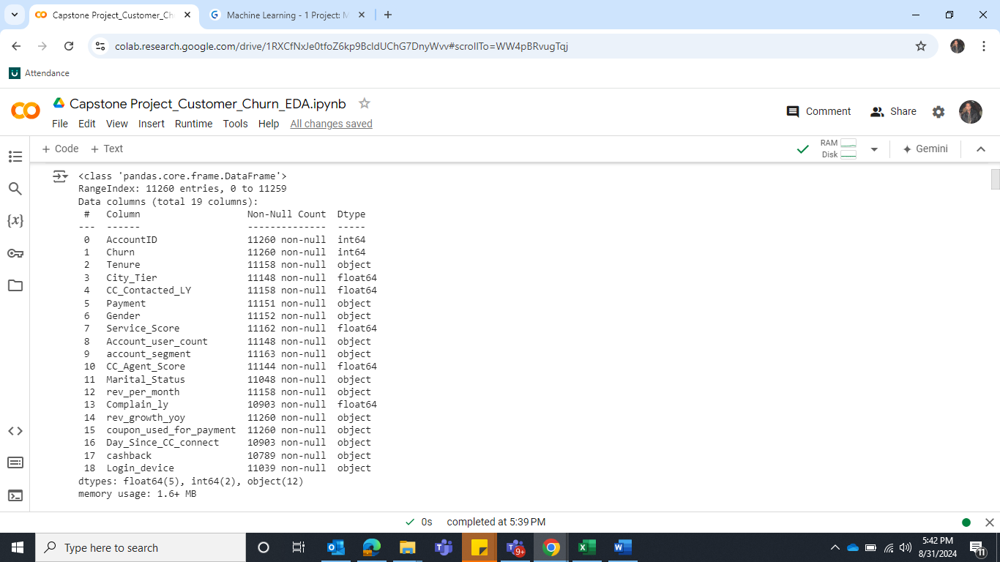 Capstone Project_Customer_Ch
Machine Learning - 1 Project: M
colab.research.google.com/drive/1RXCfNxJe0tfoZ6kp9BcldUChG7DnyWvv#scrollTo=WW4pBRvugTqj
Attendance
Capstone Project_Customer_Churn_EDA.ipynb
File Edit View Insert Runtime Tools Help All changes saved
Comment Share
+ Code + Text
RAM
Disk
Gemini
<class 'pandas.core.frame.DataFrame'>
RangeIndex: 11260 entries, 0 to 11259
Data columns (total 19 columns):
 #   Column                   Non-Null Count  Dtype
---  ------                   --------------  -----
 0   AccountID                11260 non-null  int64
 1   Churn                    11260 non-null  int64
 2   Tenure                   11158 non-null  object
 3   City_Tier                11148 non-null  float64
 4   CC_Contacted_LY          11158 non-null  float64
 5   Payment                  11151 non-null  object
 6   Gender                   11152 non-null  object
 7   Service_Score            11162 non-null  float64
 8   Account_user_count       11148 non-null  object
 9   account_segment          11163 non-null  object
 10  CC_Agent_Score           11144 non-null  float64
 11  Marital_Status           11048 non-null  object
 12  rev_per_month            11158 non-null  object
 13  Complain_ly              10903 non-null  float64
 14  rev_growth_yoy           11260 non-null  object
 15  coupon_used_for_payment  11260 non-null  object
 16  Day_Since_CC_connect     10903 non-null  object
 17  cashback                 10789 non-null  object
 18  Login_device             11039 non-null  object
dtypes: float64(5), int64(2), object(12)
memory usage: 1.6+ MB
{x}
0s completed at 5:39 PM
Type here to search
9+
5:42 PM
8/31/2024
11